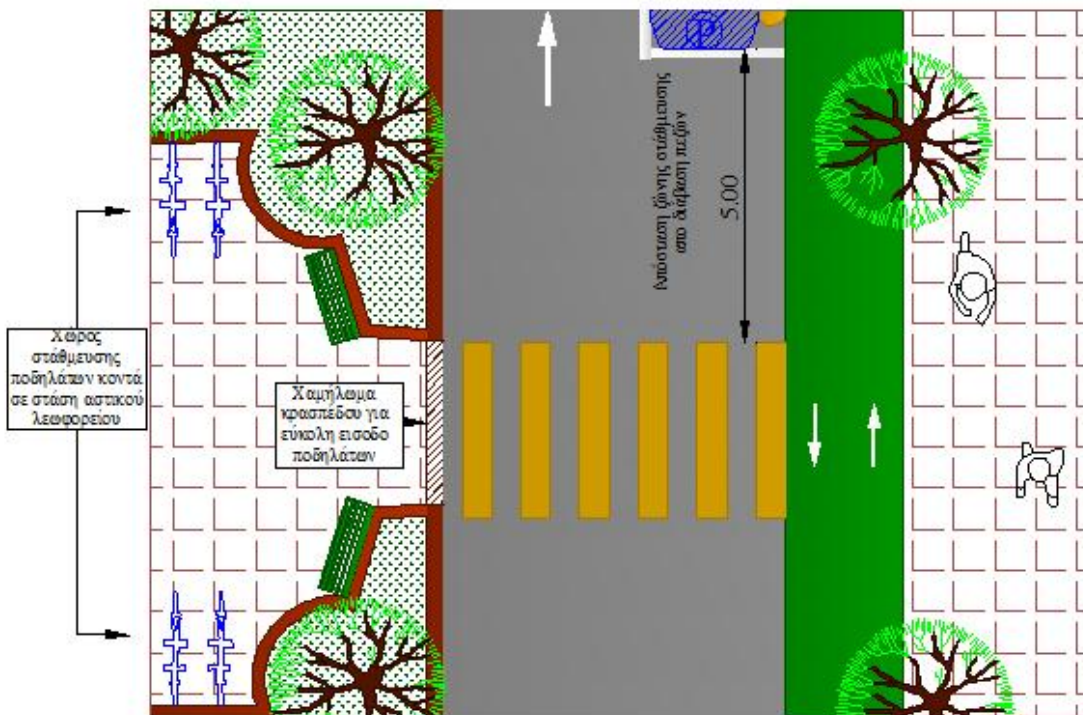 P
Απόσταση ζώνης στάθμευσης
από διάβαση πεζών
5.00
Χώρος
στάθμευσης
ποδηλάτων κοντά
σε στάση αστικού
λεωφορείου
Χαμήλωμα
κρασπέδου για
εύκολη εισοδο
ποδηλάτων